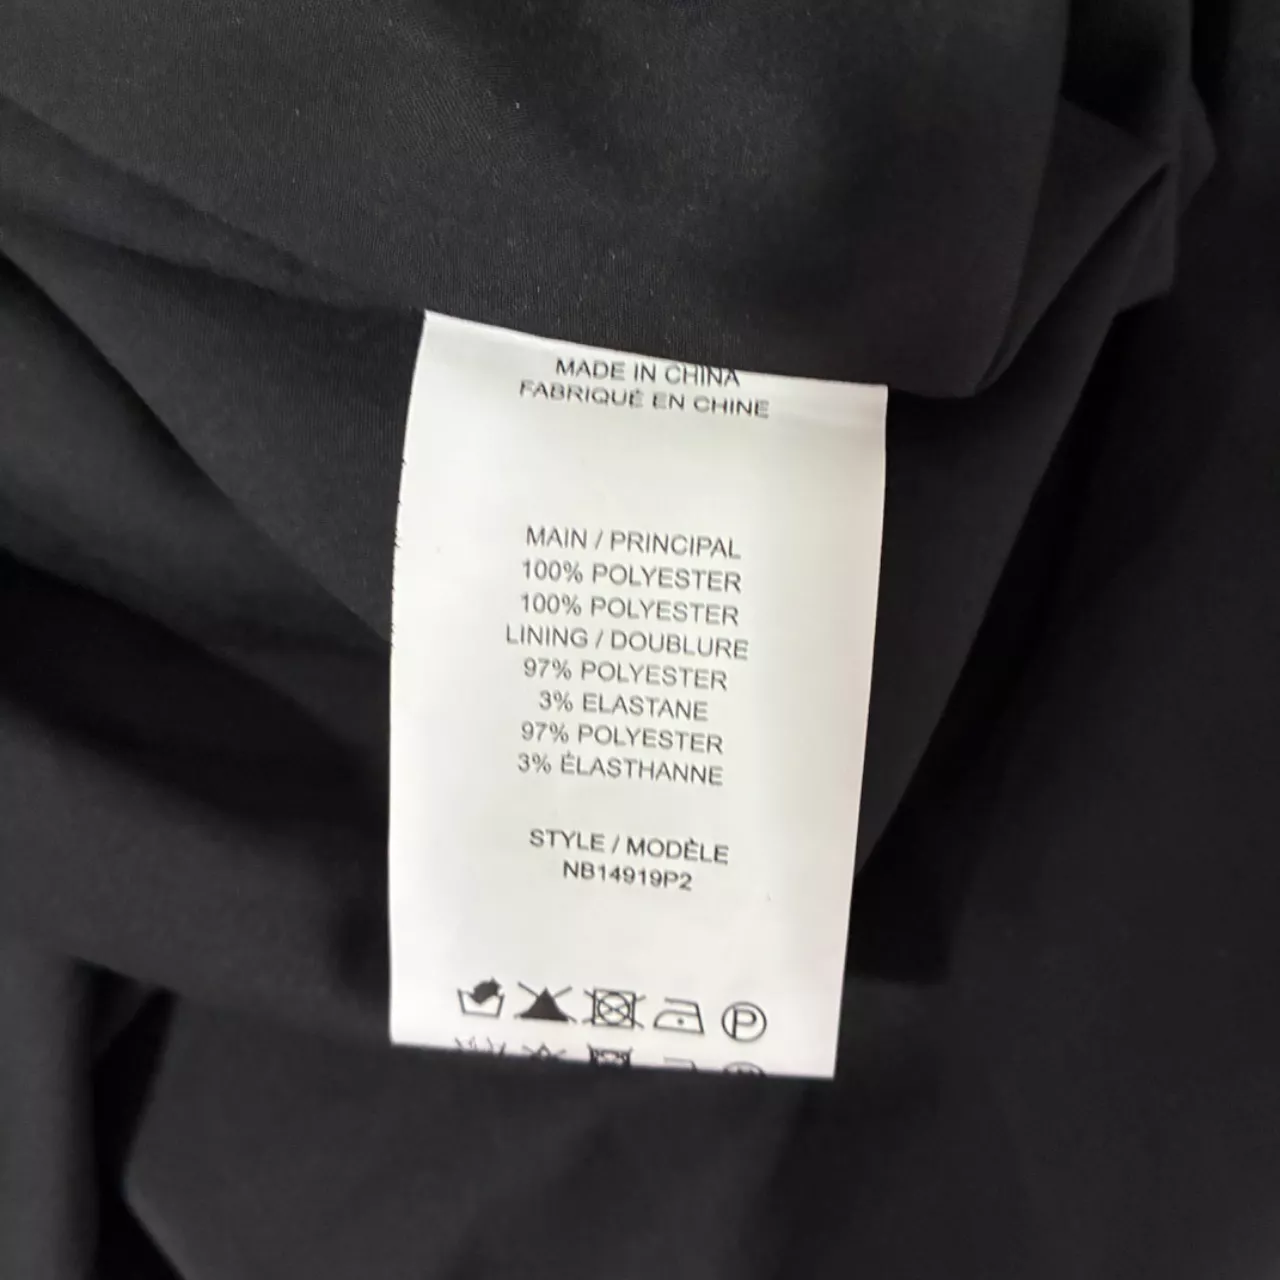 MADE IN CHINA
FABRIQUÉ EN CHINE
MAIN / PRINCIPAL
100% POLYESTER
100% POLYESTER
LINING / DOUBLURE
97% POLYESTER
3% ELASTANE
97% POLYESTER
3% ÉLASTHANNE
STYLE / MODÈLE
NB14919P2
P